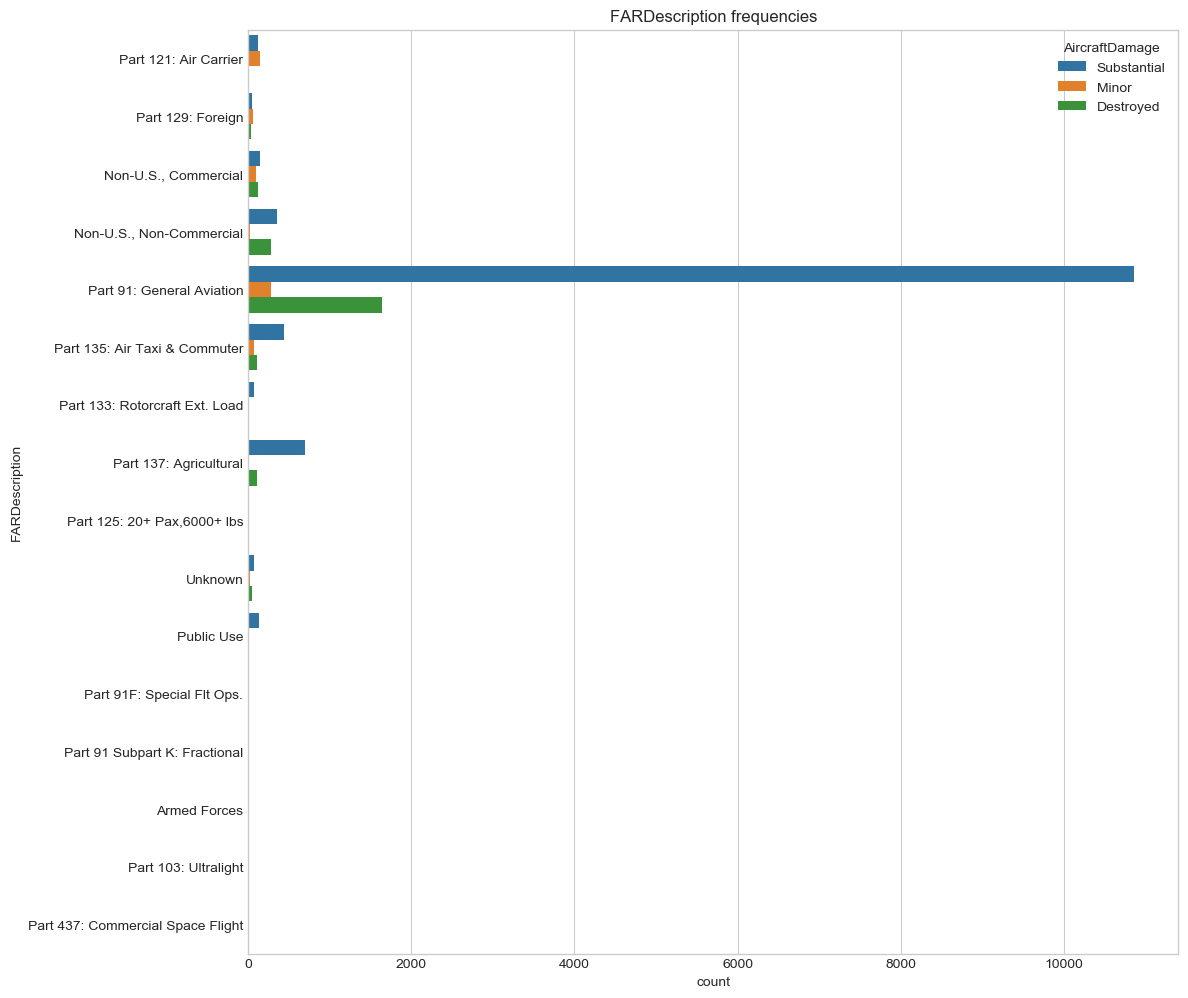 FARDescription frequencies
AircraftDamage
Substantial
Minor
Destroyed
FARDescription
Part 121: Air Carrier
Part 129: Foreign
Non-U.S., Commercial
Non-U.S., Non-Commercial
Part 91: General Aviation
Part 135: Air Taxi & Commuter
Part 133: Rotorcraft Ext. Load
Part 137: Agricultural
Part 125: 20+ Pax,6000+ lbs
Unknown
Public Use
Part 91F: Special Flt Ops.
Part 91 Subpart K: Fractional
Armed Forces
Part 103: Ultralight
Part 437: Commercial Space Flight
0 2000 4000 6000 8000 10000
count